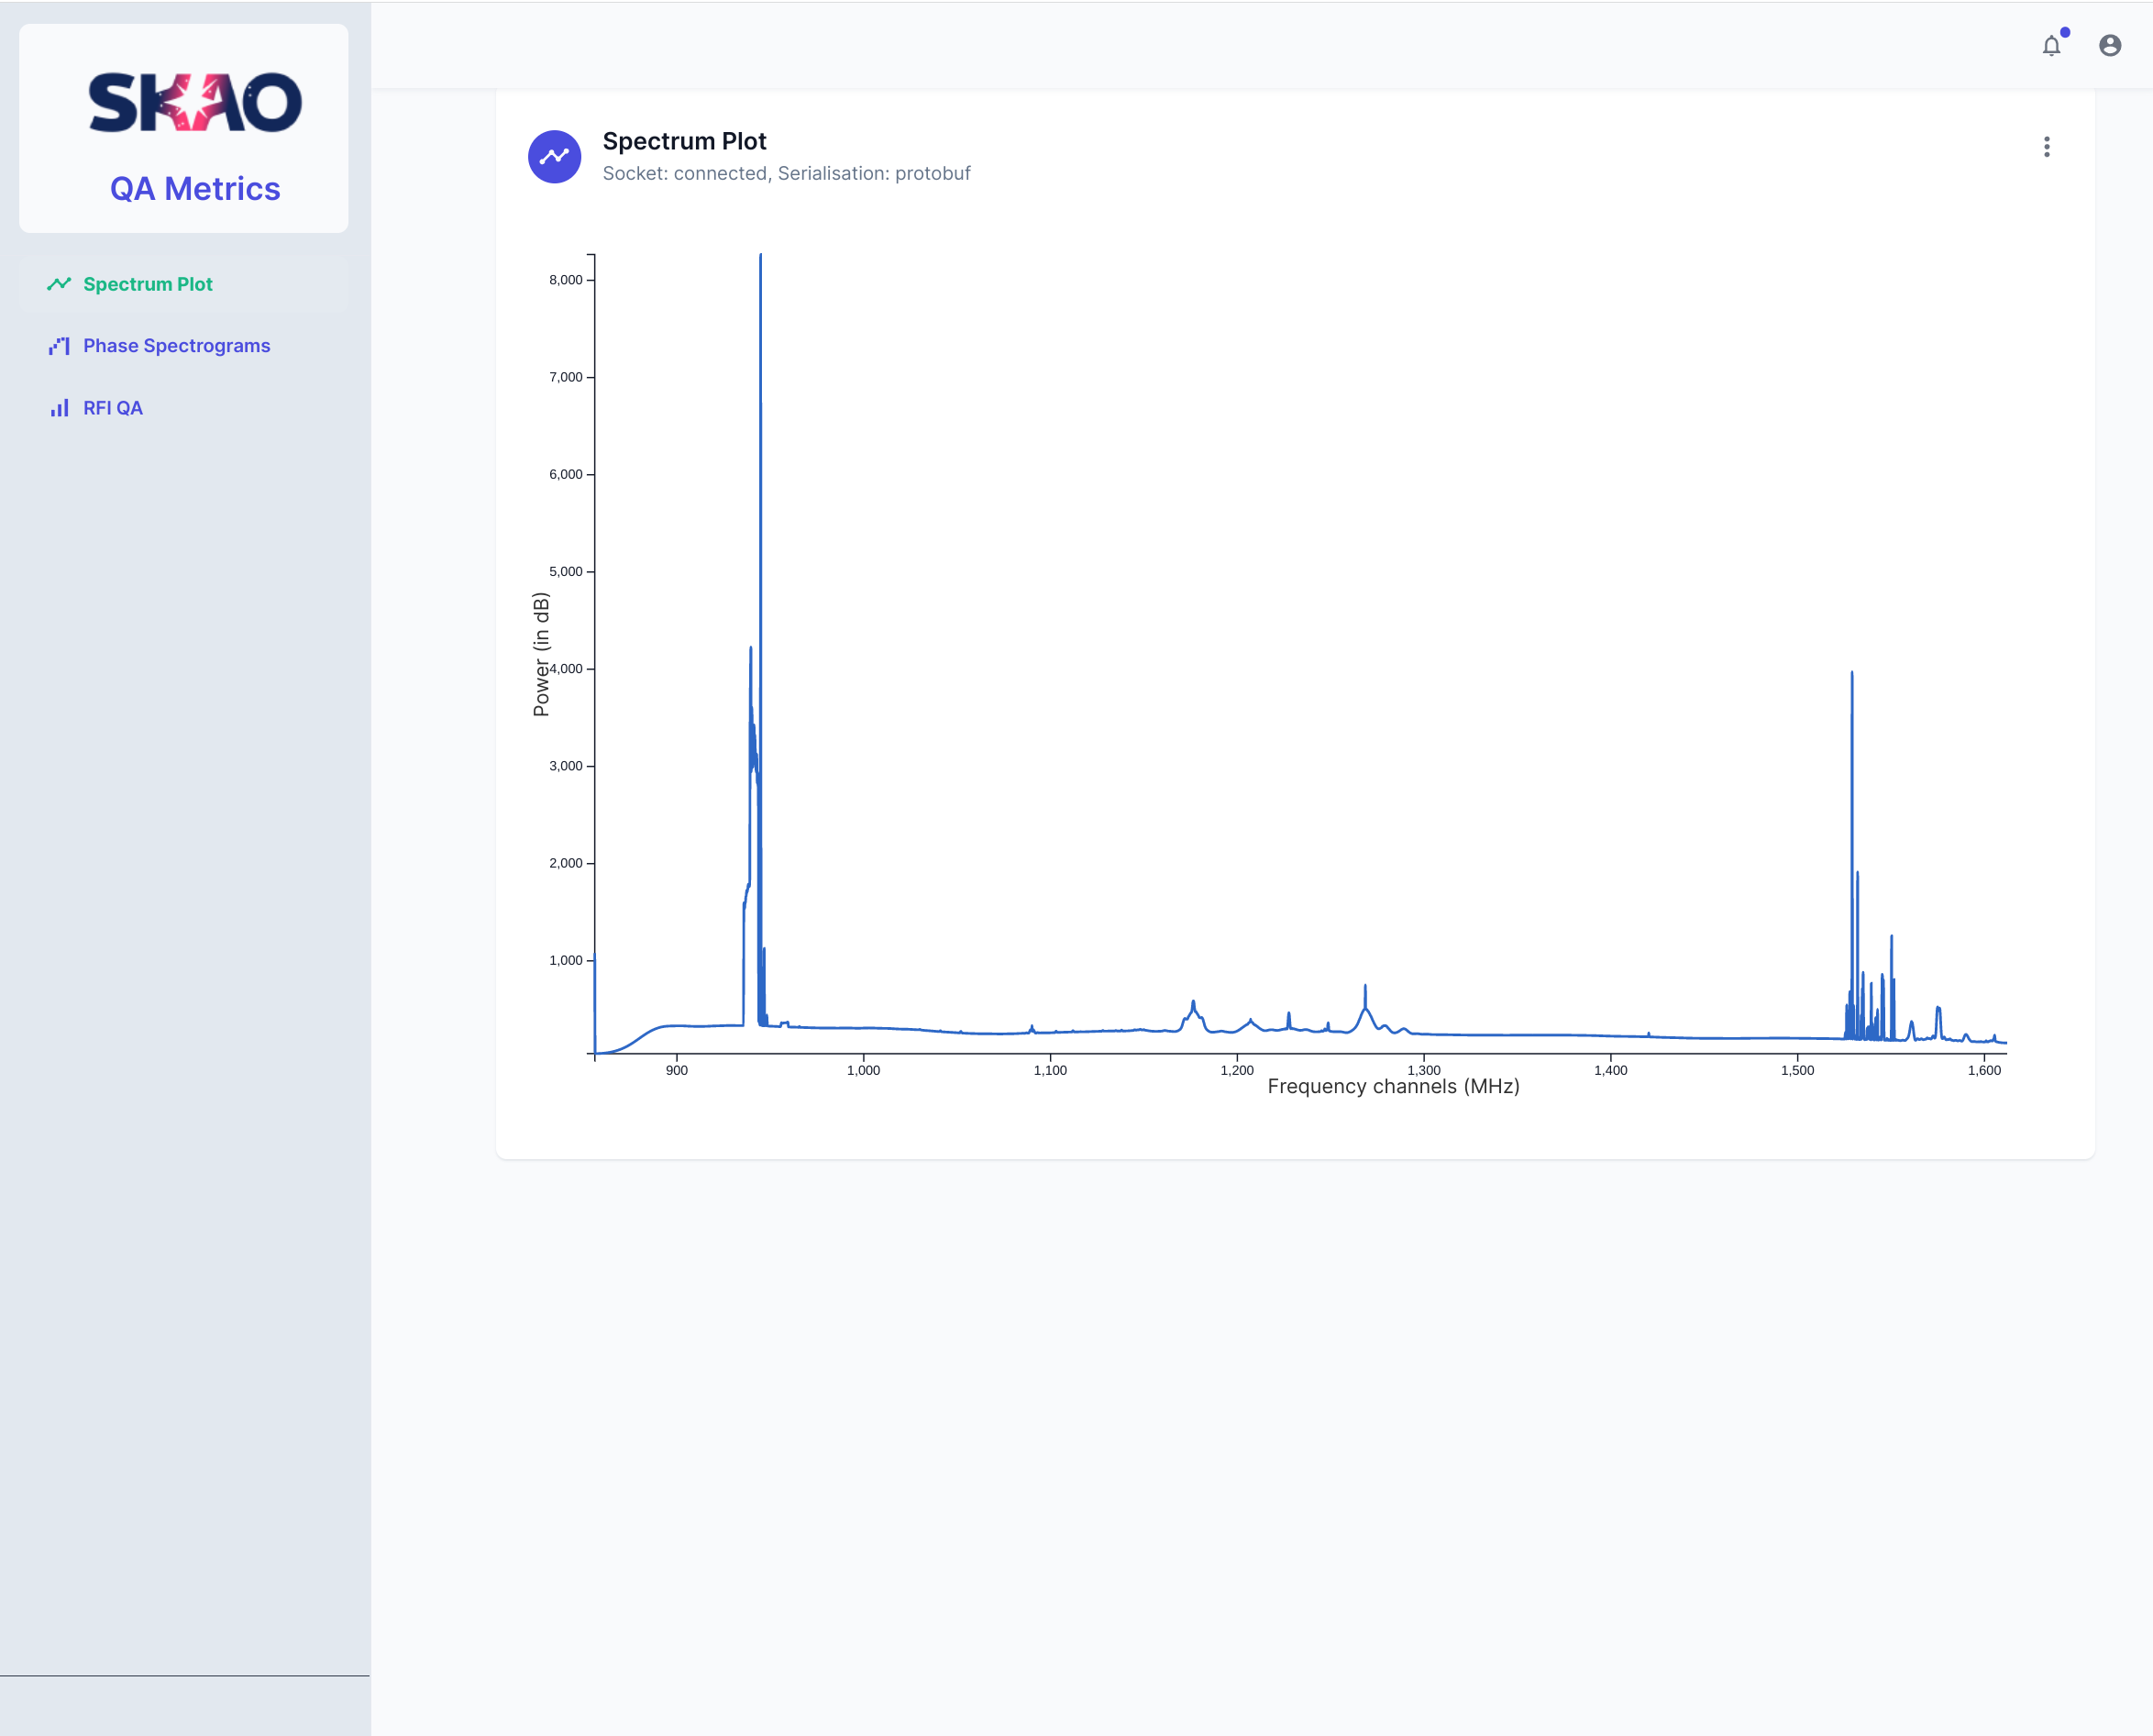 SKAO
QA Metrics
Spectrum Plot
Phase Spectrograms
RFI QA
Spectrum Plot
Socket: connected, Serialisation: protobuf
8,000
7,000
6,000
5,000
4,000
3,000
2,000
1,000
Power (in dB)
900
1,000
1,100
1,200
1,300
1,400
1,500
1,600
Frequency channels (MHz)